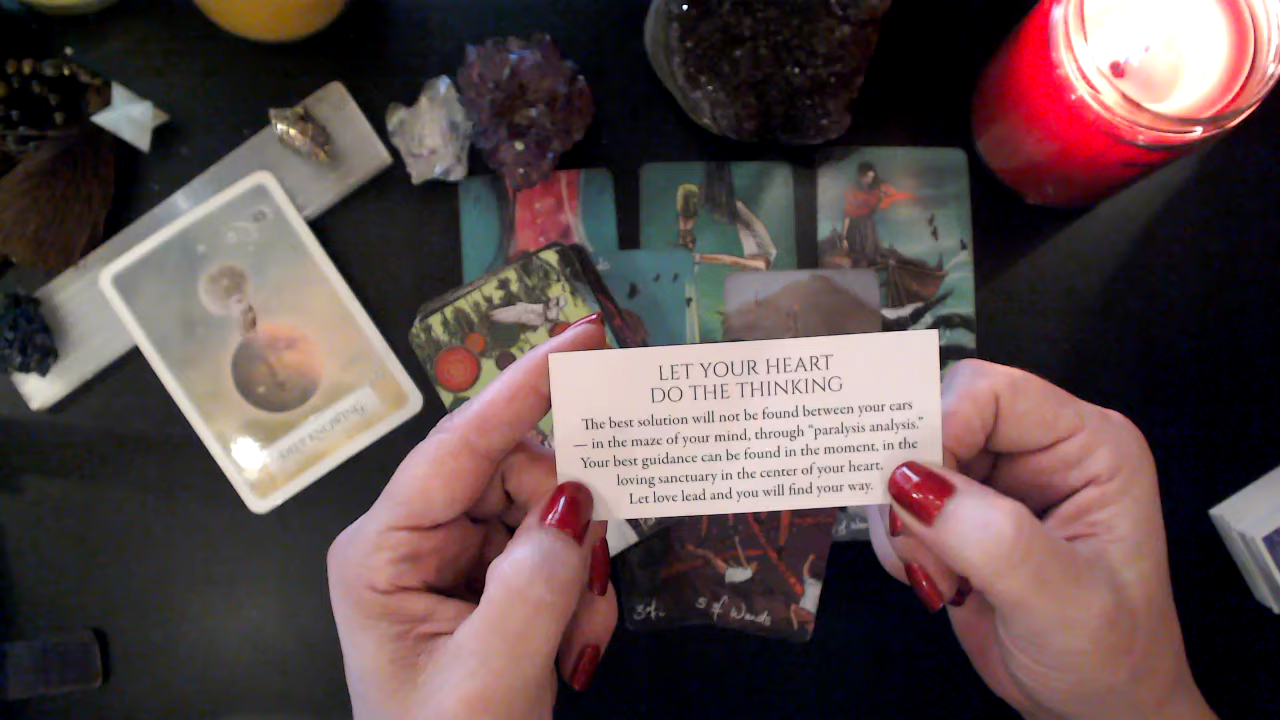 LET YOUR HEART
DO THE THINKING
The best solution will not be found between your ears
— in the maze of your mind, through "paralysis analysis."
Your best guidance can be found in the moment, in the
loving sanctuary in the center of your heart.
Let love lead and you will find your way.
KNOWING
5 of Wands